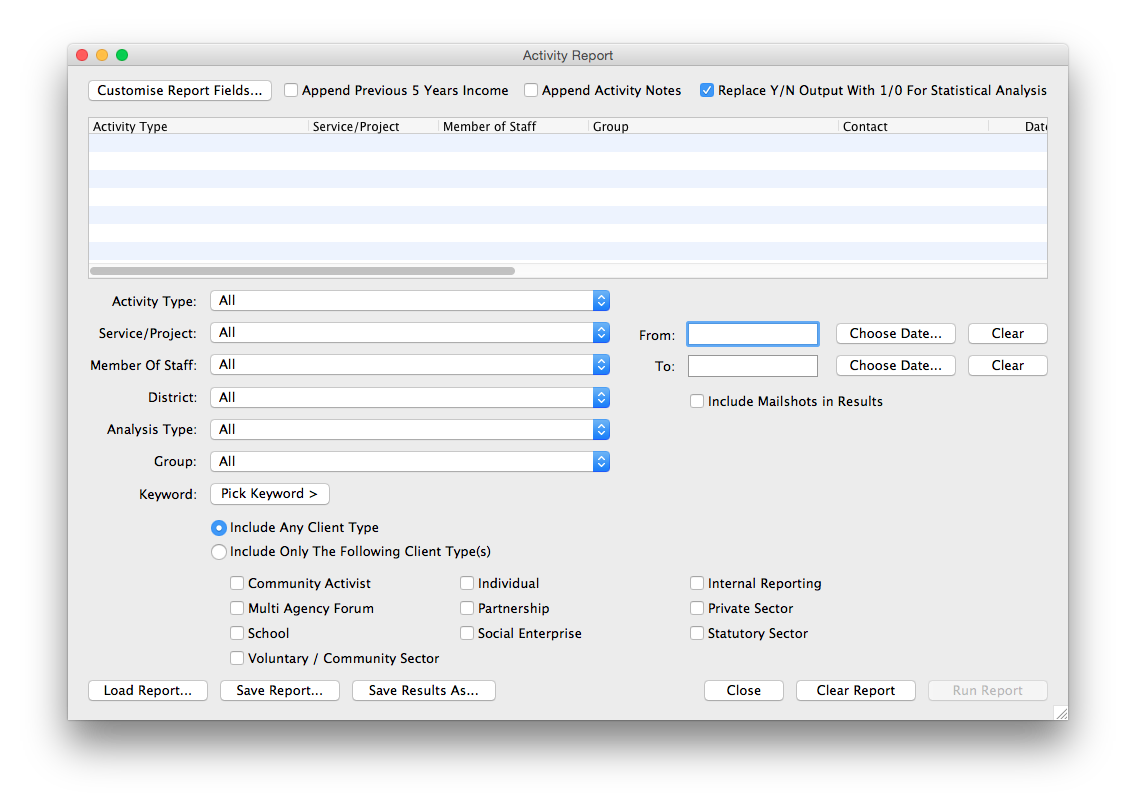 Activity Report
Customise Report Fields... Append Previous 5 Years Income Append Activity Notes Replace Y/N Output With 1/0 For Statistical Analysis
Activity Type Service/Project Member of Staff Group Contact Date
Activity Type: All
Service/Project: All
From: Choose Date... Clear
Member Of Staff: All
To: Choose Date... Clear
District: All
Include Mailshots in Results
Analysis Type: All
Group: All
Keyword: Pick Keyword >
Include Any Client Type
Include Only The Following Client Type(s)
Community Activist Individual Internal Reporting
Multi Agency Forum Partnership Private Sector
School Social Enterprise Statutory Sector
Voluntary / Community Sector
Load Report... Save Report... Save Results As... Close Clear Report Run Report